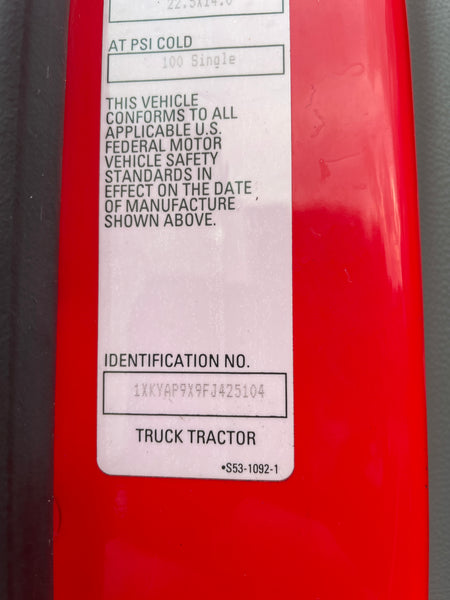 22.5X14.0
AT PSI COLD
100 Single
THIS VEHICLE
CONFORMS TO ALL
APPLICABLE U.S.
FEDERAL MOTOR
VEHICLE SAFETY
STANDARDS IN
EFFECT ON THE DATE
OF MANUFACTURE
SHOWN ABOVE.
IDENTIFICATION NO.
1XKYAP9X9FJ425104
TRUCK TRACTOR
•S53-1092-1